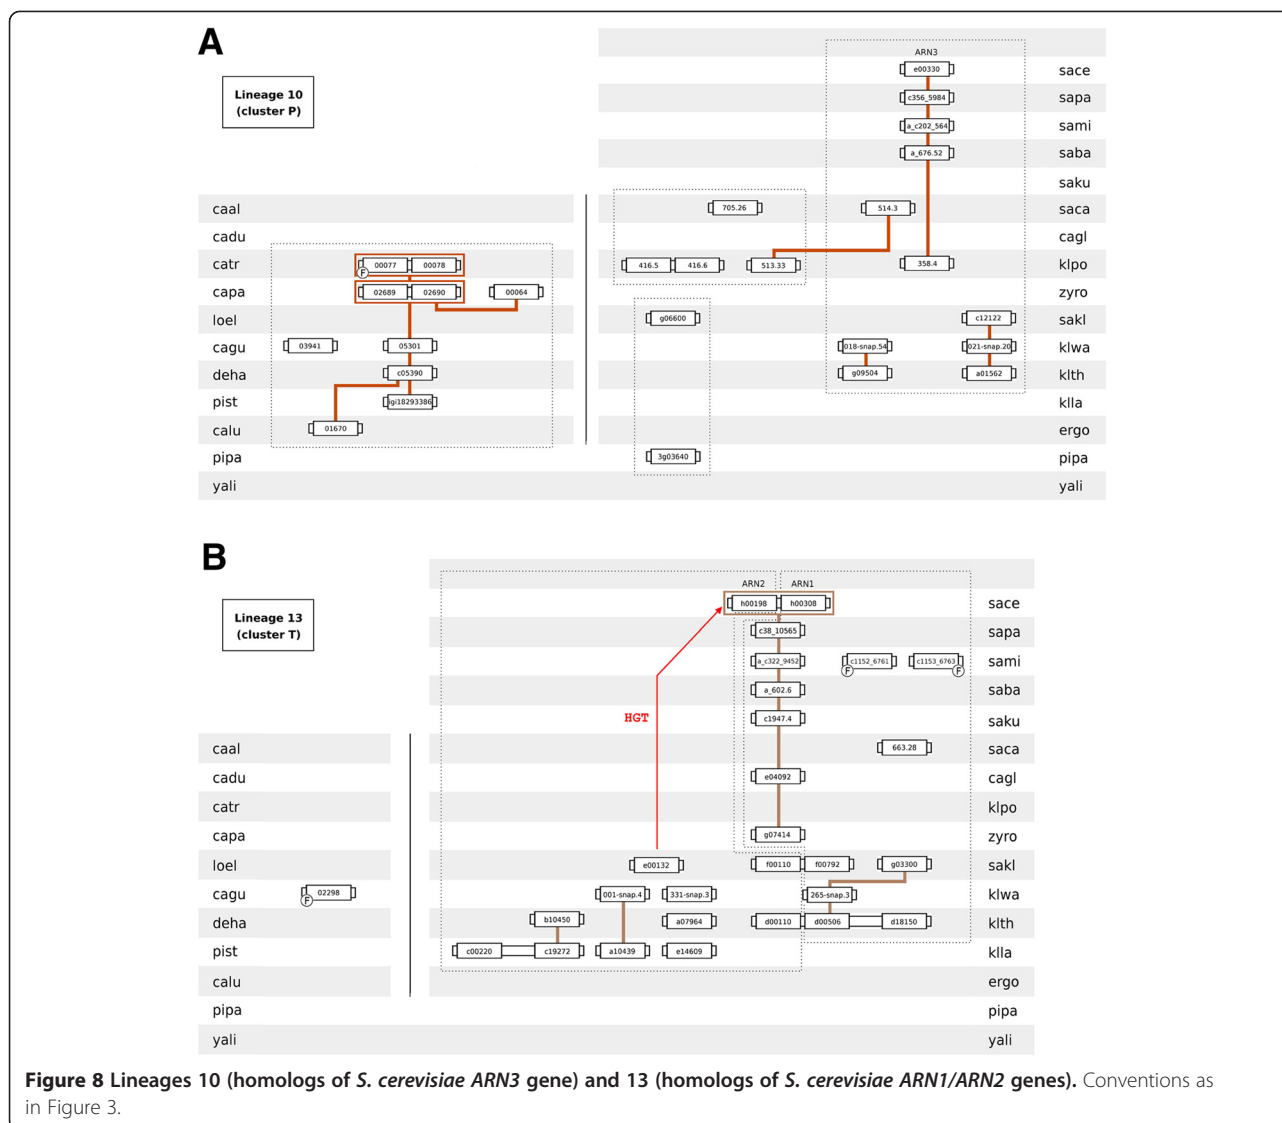 A
Lineage 10
(cluster P)
ARN3
e00330 sace
c356_5984 sapa
a_c202_564 sami
a_676.52 saba
saku
caal 705.26 514.3 saca
cadu cagl
catr 00077 00078 416.5 416.6 513.33 358.4 klpo
F
capa 02689 02690 00064 zyro
loel g06600 c12122 sakl
cagu 03941 05301 018-snap.54 021-snap.20 klwa
deha c05390 g09504 a01562 klth
pist igi18293386 klla
calu 01670 ergo
pipa 3g03640 pipa
yali yali
B
Lineage 13
(cluster T)
ARN2 ARN1
h00198 h00308 sace
c38_10565 sapa
a_c322_9452 c1152_6761 c1153_6763 sami
F F
a_602.6 saba
HGT c1947.4 saku
caal 663.28 saca
cadu e04092 cagl
catr klpo
capa g07414 zyro
loel e00132 f00110 f00792 g03300 sakl
cagu 02298 001-snap.4 331-snap.3 265-snap.3 klwa
F
deha b10450 a07964 d00110 d00506 d18150 klth
pist c00220 c19272 a10439 e14609 klla
calu ergo
pipa pipa
yali yali
Figure 8 Lineages 10 (homologs of S. cerevisiae ARN3 gene) and 13 (homologs of S. cerevisiae ARN1/ARN2 genes). Conventions as
in Figure 3.